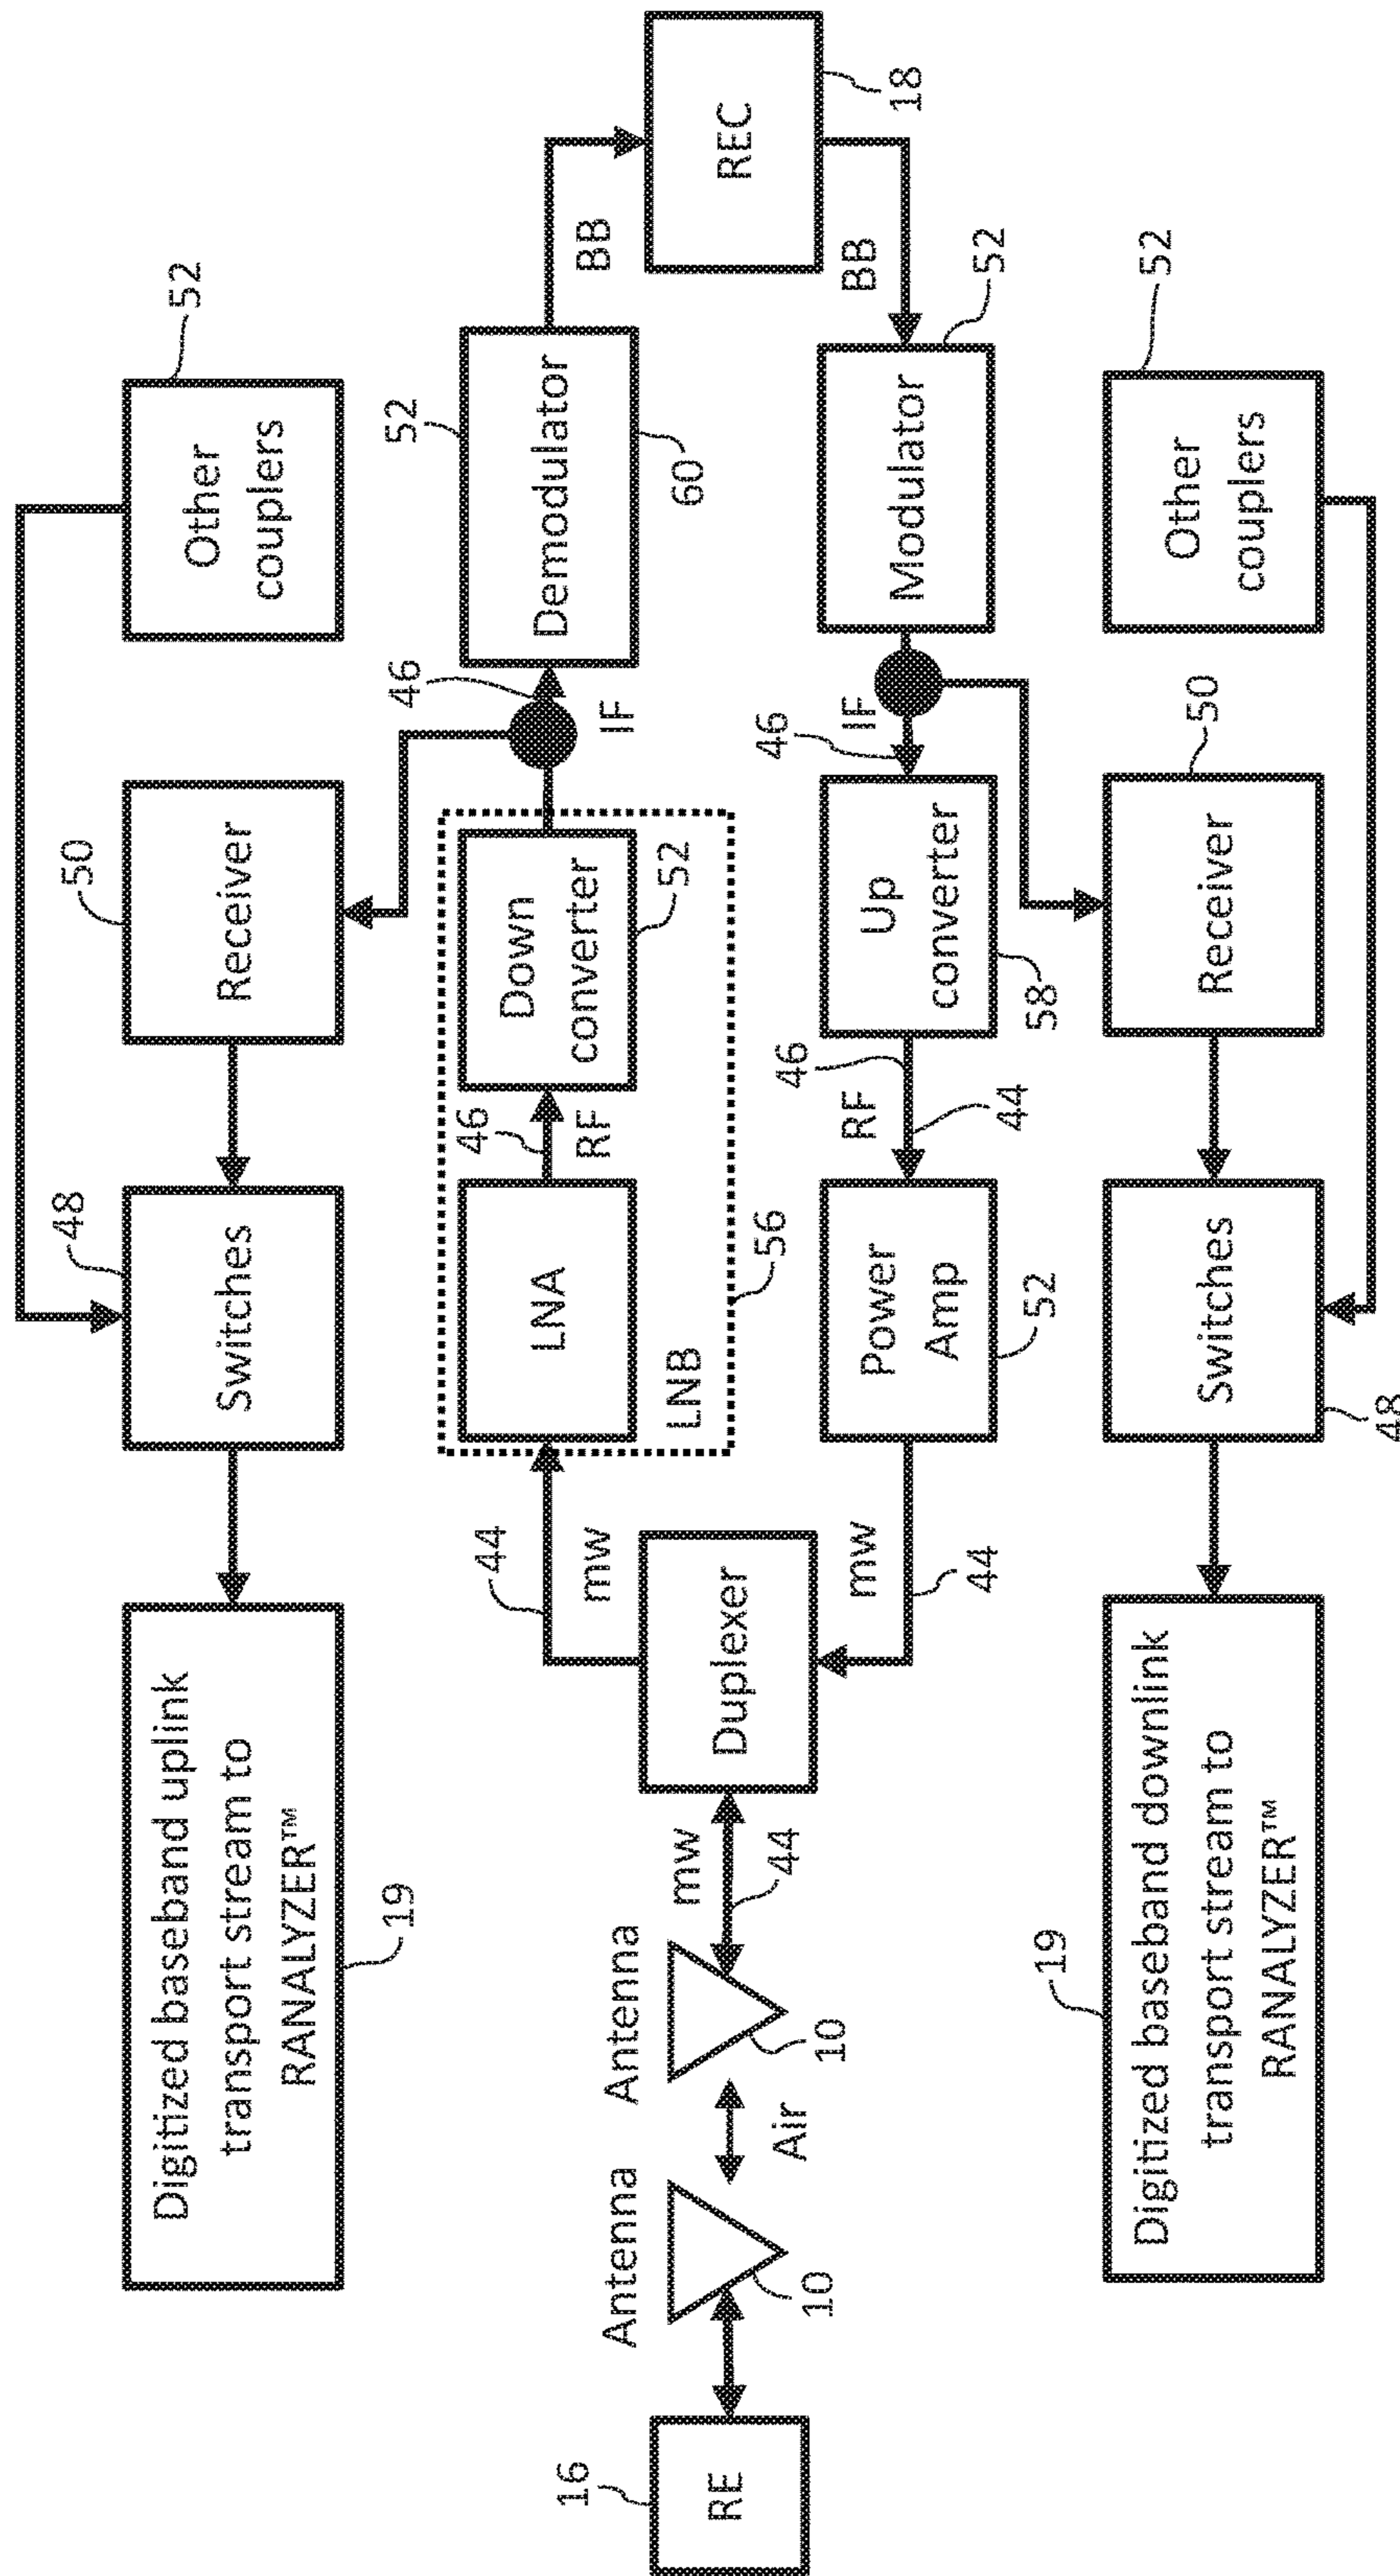 Digitized baseband uplink
transport stream to
RANALYZER™
19
Switches
48
Receiver
50
Other
couplers
52
RE
16
Antenna
10
Air
Antenna
10
mw
44
Duplexer
44
mw
LNA
LNB
56
46
RF
Down
converter
52
46
IF
Demodulator
52
60
BB
REC
18
BB
Modulator
52
IF
46
Up
converter
58
46
RF
44
Power
Amp
52
mw
44
Digitized baseband downlink
transport stream to
RANALYZER™
19
Switches
48
Receiver
50
Other
couplers
52